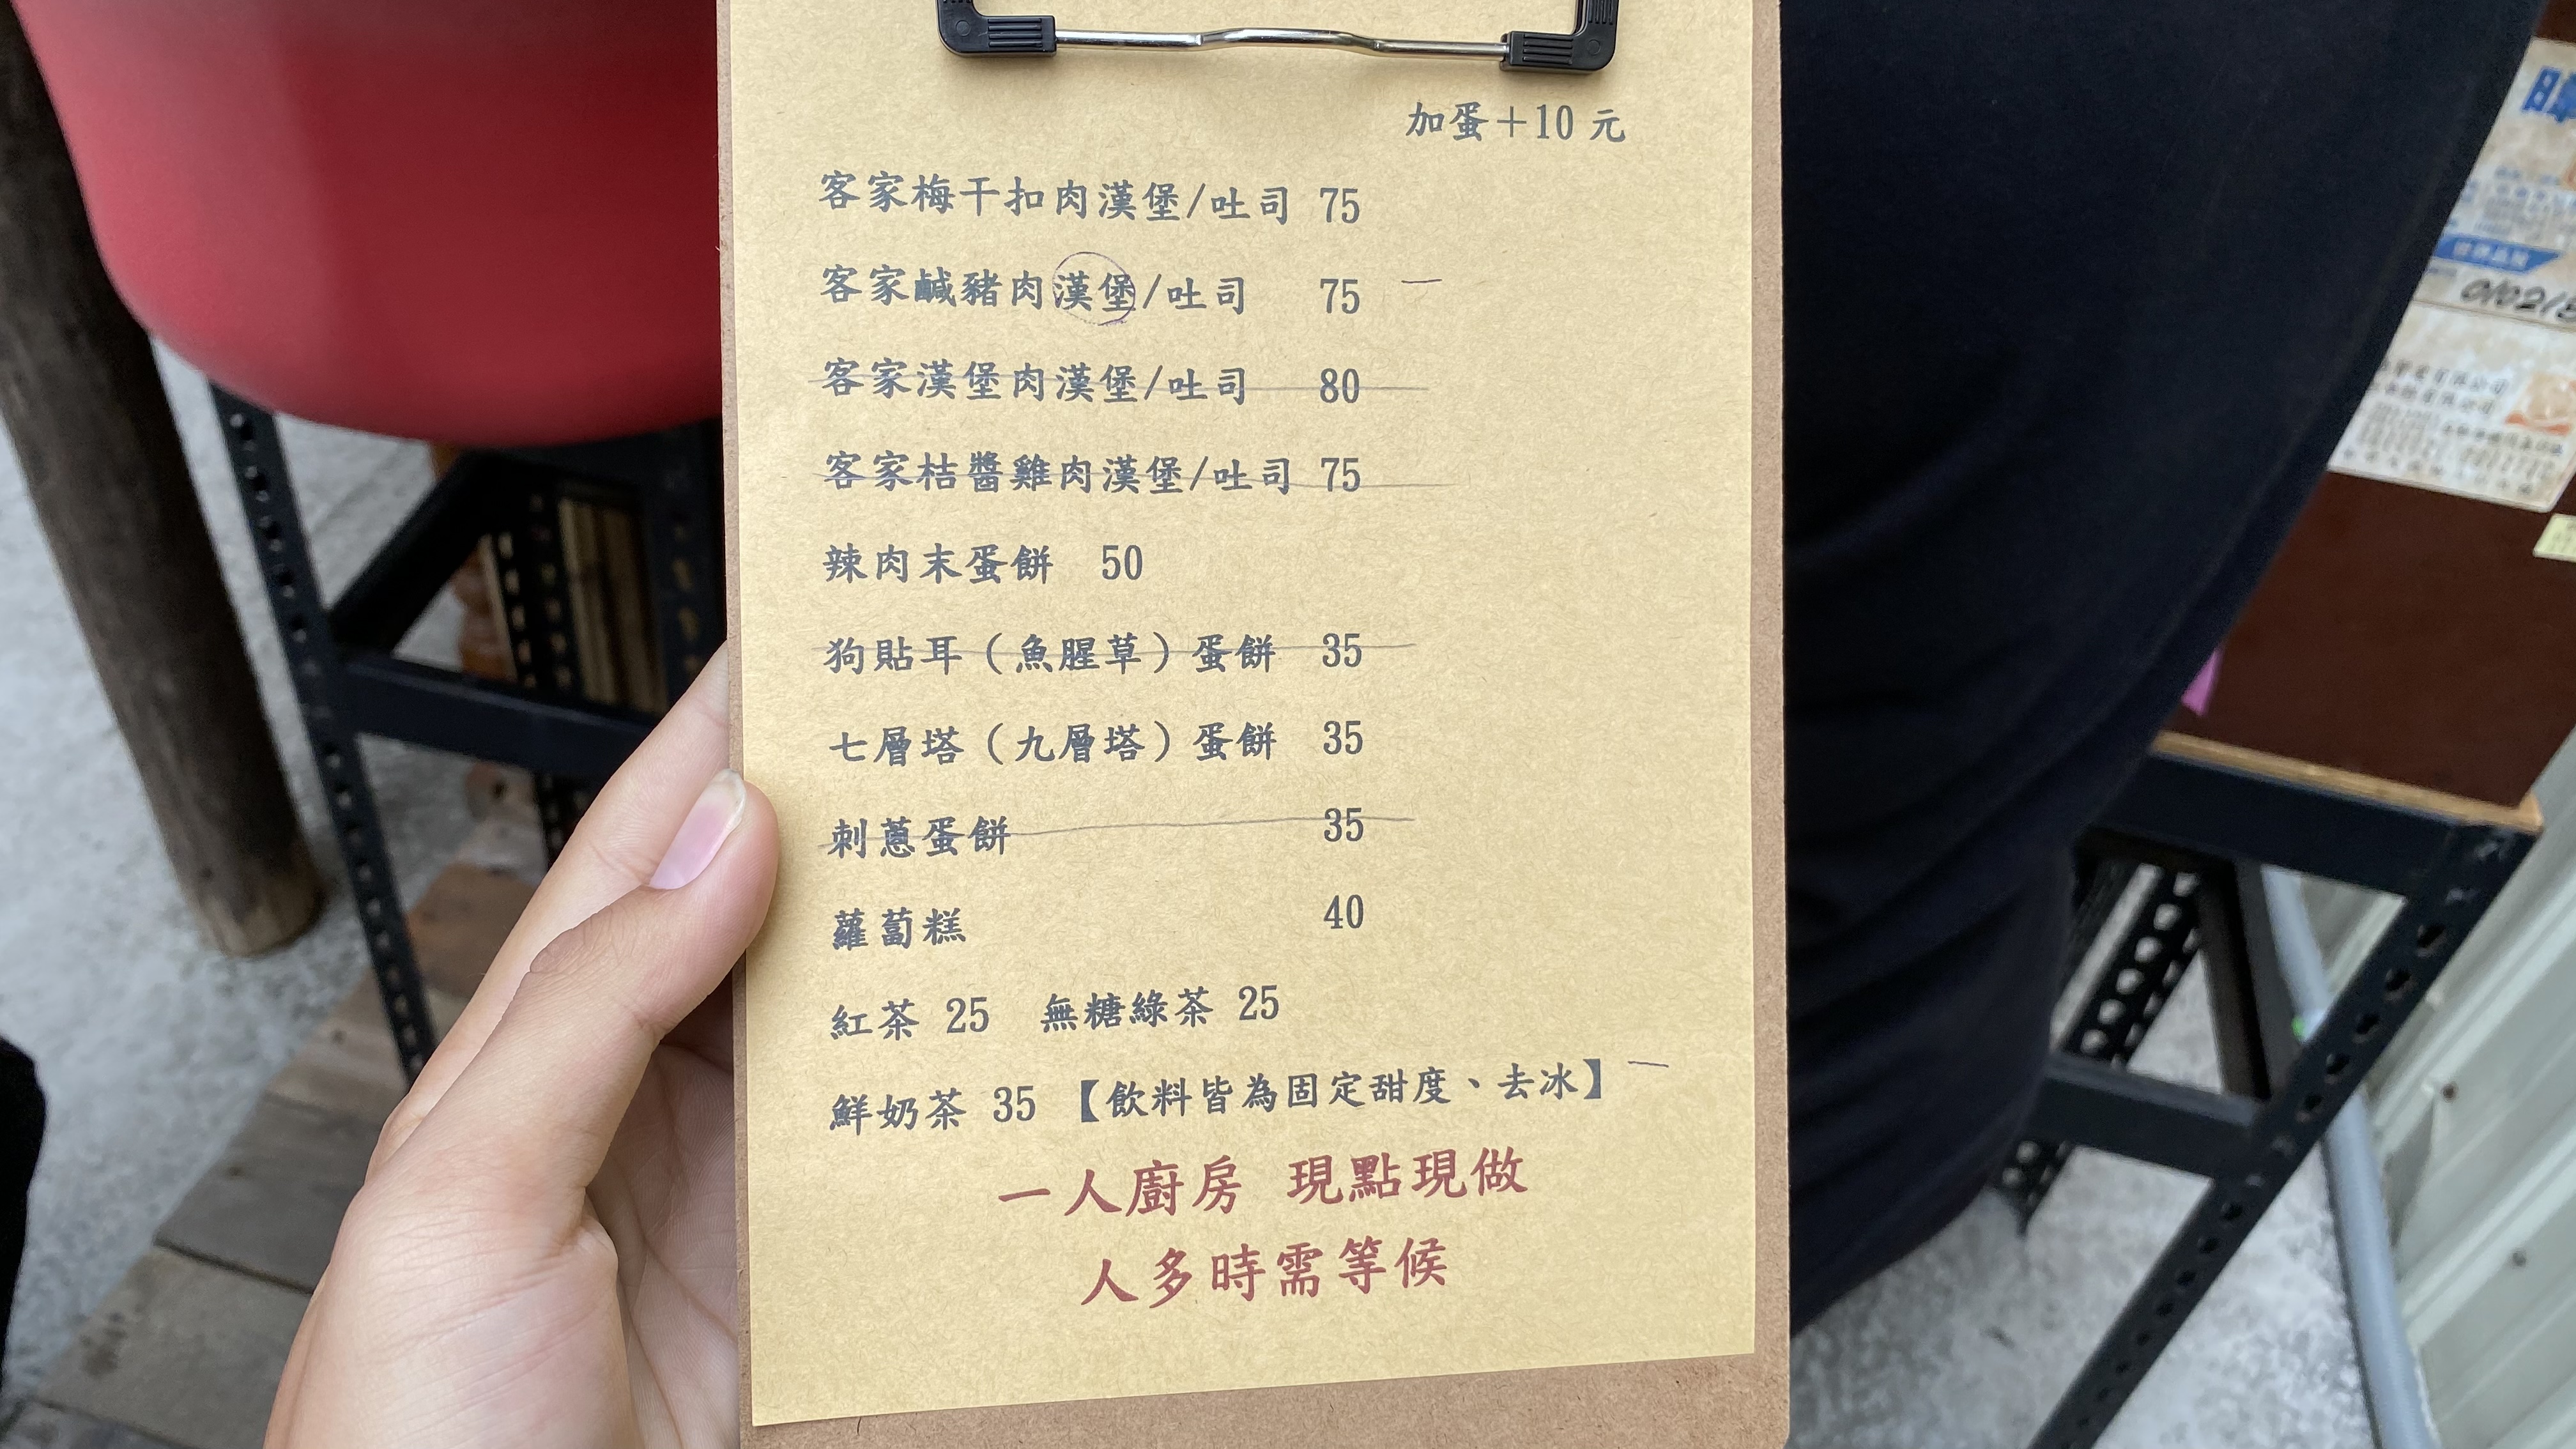 加蛋+10元
客家梅干扣肉漢堡/吐司 75
客家鹹豬肉漢堡/吐司 75 一
客家漢堡肉漢堡/吐司 80
客家桔醬雞肉漢堡/吐司 75
辣肉末蛋餅 50
狗貼耳(魚腥草)蛋餅 35
七層塔(九層塔)蛋餅 35
刺蔥蛋餅 35
蘿蔔糕 40
紅茶 25 無糖綠茶 25
鮮奶茶 35 【飲料皆為固定甜度、去冰】 一
一人廚房 現點現做
人多時需等候